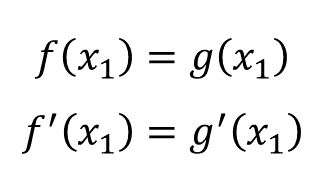 𝑓(𝑥₁) = 𝑔(𝑥₁)
𝑓′(𝑥₁) = 𝑔′(𝑥₁)